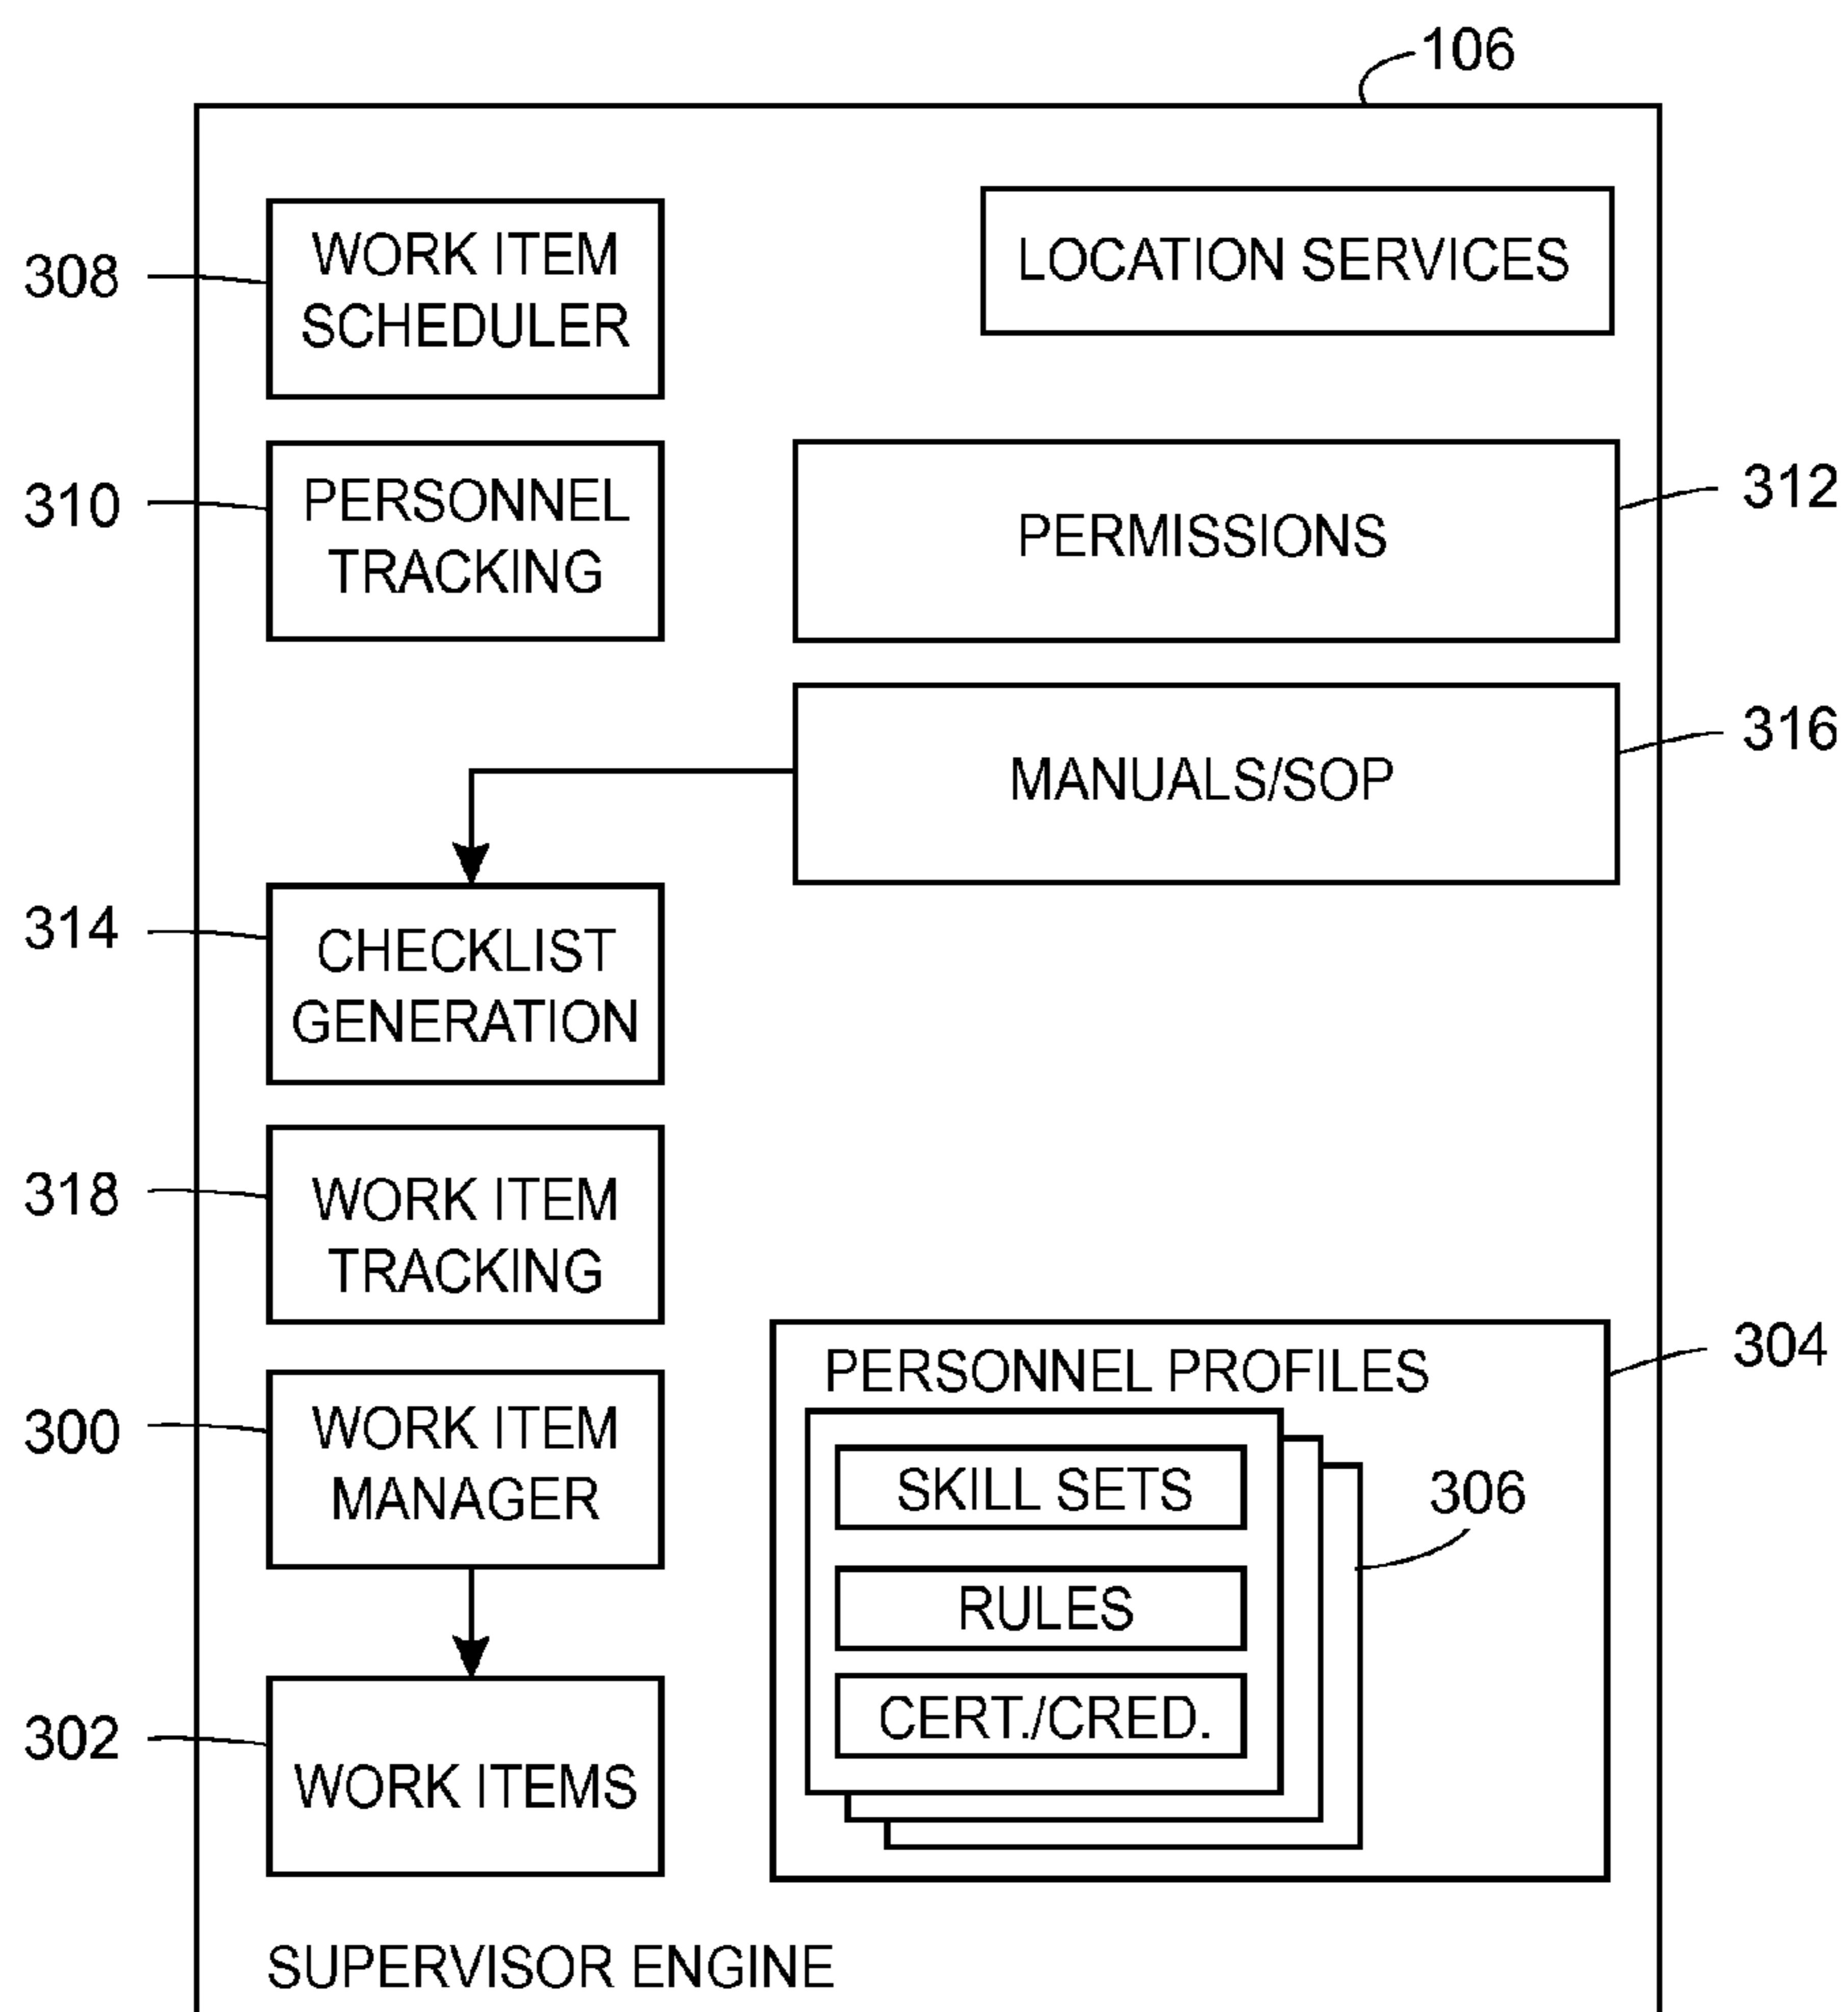 106
308
WORK ITEM
SCHEDULER
LOCATION SERVICES
310
PERSONNEL
TRACKING
PERMISSIONS
312
MANUALS/SOP
316
314
CHECKLIST
GENERATION
318
WORK ITEM
TRACKING
300
WORK ITEM
MANAGER
302
WORK ITEMS
PERSONNEL PROFILES
304
SKILL SETS
RULES
CERT./CRED.
306
SUPERVISOR ENGINE